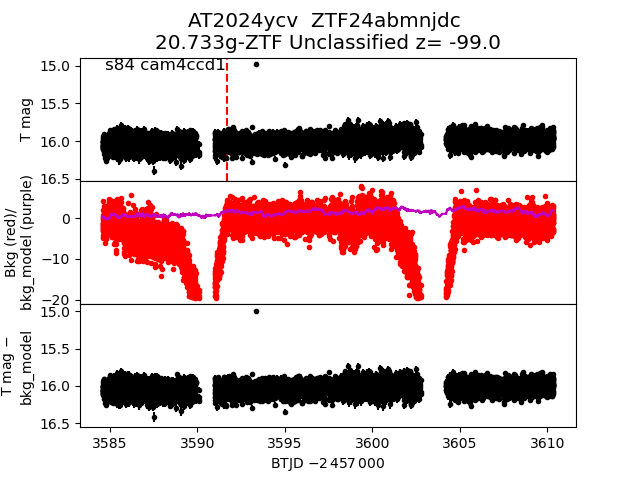 AT2024ycv  ZTF24abmnjdc
20.733g-ZTF Unclassified z= -99.0
s84 cam4ccd1
15.0
15.5
16.0
16.5
T mag
0
−10
−20
Bkg (red)/
bkg_model (purple)
15.0
15.5
16.0
16.5
T mag −
bkg_model
3585 3590 3595 3600 3605 3610
BTJD −2 457 000